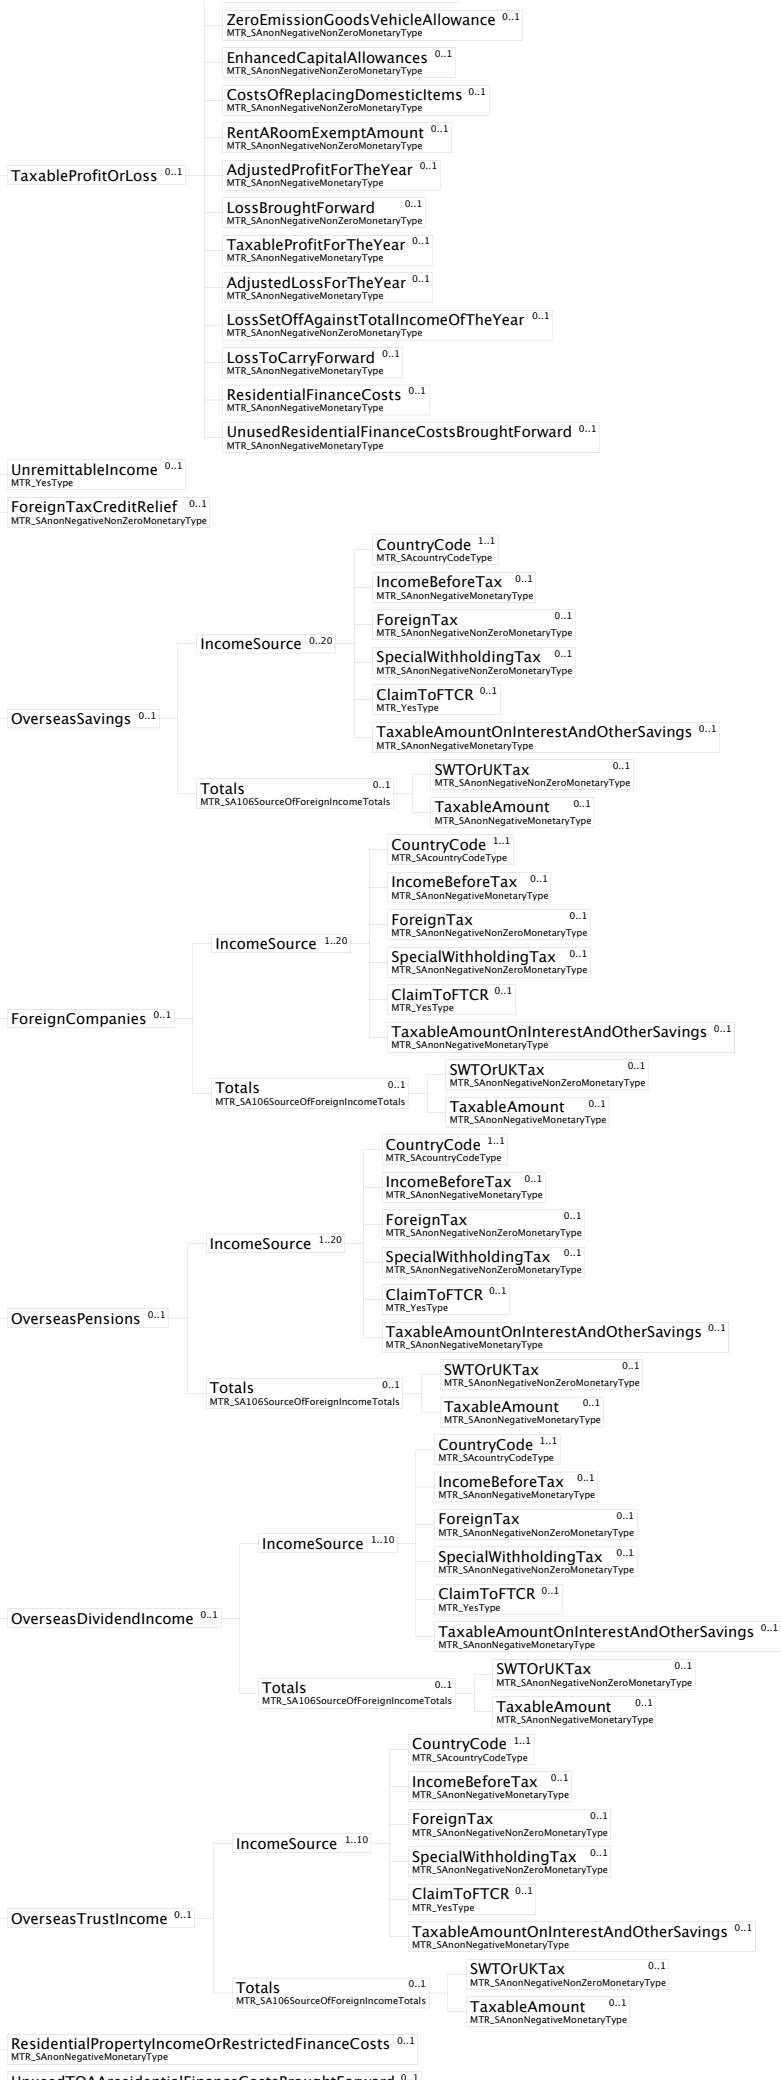 ZeroEmissionGoodsVehicleAllowance 0..1
MTR_SAnonNegativeNonZeroMonetaryType
EnhancedCapitalAllowances 0..1
MTR_SAnonNegativeNonZeroMonetaryType
CostsOfReplacingDomesticItems 0..1
MTR_SAnonNegativeNonZeroMonetaryType
RentARoomExemptAmount 0..1
MTR_SAnonNegativeNonZeroMonetaryType
TaxableProfitOrLoss 0..1
AdjustedProfitForTheYear 0..1
MTR_SAnonNegativeMonetaryType
LossBroughtForward 0..1
MTR_SAnonNegativeNonZeroMonetaryType
TaxableProfitForTheYear 0..1
MTR_SAnonNegativeMonetaryType
AdjustedLossForTheYear 0..1
MTR_SAnonNegativeMonetaryType
LossSetOffAgainstTotalIncomeOfTheYear 0..1
MTR_SAnonNegativeNonZeroMonetaryType
LossToCarryForward 0..1
MTR_SAnonNegativeMonetaryType
ResidentialFinanceCosts 0..1
MTR_SAnonNegativeMonetaryType
UnusedResidentialFinanceCostsBroughtForward 0..1
MTR_SAnonNegativeMonetaryType
UnremittableIncome 0..1
MTR_YesType
ForeignTaxCreditRelief 0..1
MTR_SAnonNegativeNonZeroMonetaryType
OverseasSavings 0..1
IncomeSource 0..20
CountryCode 1..1
MTR_SAcountryCodeType
IncomeBeforeTax 0..1
MTR_SAnonNegativeMonetaryType
ForeignTax 0..1
MTR_SAnonNegativeNonZeroMonetaryType
SpecialWithholdingTax 0..1
MTR_SAnonNegativeNonZeroMonetaryType
ClaimToFTCR 0..1
MTR_YesType
TaxableAmountOnInterestAndOtherSavings 0..1
MTR_SAnonNegativeMonetaryType
Totals 0..1
MTR_SA106SourceOfForeignIncomeTotals
SWTOrUKTax 0..1
MTR_SAnonNegativeNonZeroMonetaryType
TaxableAmount 0..1
MTR_SAnonNegativeMonetaryType
ForeignCompanies 0..1
IncomeSource 1..20
CountryCode 1..1
MTR_SAcountryCodeType
IncomeBeforeTax 0..1
MTR_SAnonNegativeMonetaryType
ForeignTax 0..1
MTR_SAnonNegativeNonZeroMonetaryType
SpecialWithholdingTax 0..1
MTR_SAnonNegativeNonZeroMonetaryType
ClaimToFTCR 0..1
MTR_YesType
TaxableAmountOnInterestAndOtherSavings 0..1
MTR_SAnonNegativeMonetaryType
Totals 0..1
MTR_SA106SourceOfForeignIncomeTotals
SWTOrUKTax 0..1
MTR_SAnonNegativeNonZeroMonetaryType
TaxableAmount 0..1
MTR_SAnonNegativeMonetaryType
OverseasPensions 0..1
IncomeSource 1..20
CountryCode 1..1
MTR_SAcountryCodeType
IncomeBeforeTax 0..1
MTR_SAnonNegativeMonetaryType
ForeignTax 0..1
MTR_SAnonNegativeNonZeroMonetaryType
SpecialWithholdingTax 0..1
MTR_SAnonNegativeNonZeroMonetaryType
ClaimToFTCR 0..1
MTR_YesType
TaxableAmountOnInterestAndOtherSavings 0..1
MTR_SAnonNegativeMonetaryType
Totals 0..1
MTR_SA106SourceOfForeignIncomeTotals
SWTOrUKTax 0..1
MTR_SAnonNegativeNonZeroMonetaryType
TaxableAmount 0..1
MTR_SAnonNegativeMonetaryType
OverseasDividendIncome 0..1
IncomeSource 1..10
CountryCode 1..1
MTR_SAcountryCodeType
IncomeBeforeTax 0..1
MTR_SAnonNegativeMonetaryType
ForeignTax 0..1
MTR_SAnonNegativeNonZeroMonetaryType
SpecialWithholdingTax 0..1
MTR_SAnonNegativeNonZeroMonetaryType
ClaimToFTCR 0..1
MTR_YesType
TaxableAmountOnInterestAndOtherSavings 0..1
MTR_SAnonNegativeMonetaryType
Totals 0..1
MTR_SA106SourceOfForeignIncomeTotals
SWTOrUKTax 0..1
MTR_SAnonNegativeNonZeroMonetaryType
TaxableAmount 0..1
MTR_SAnonNegativeMonetaryType
OverseasTrustIncome 0..1
IncomeSource 1..10
CountryCode 1..1
MTR_SAcountryCodeType
IncomeBeforeTax 0..1
MTR_SAnonNegativeMonetaryType
ForeignTax 0..1
MTR_SAnonNegativeNonZeroMonetaryType
SpecialWithholdingTax 0..1
MTR_SAnonNegativeNonZeroMonetaryType
ClaimToFTCR 0..1
MTR_YesType
TaxableAmountOnInterestAndOtherSavings 0..1
MTR_SAnonNegativeMonetaryType
Totals 0..1
MTR_SA106SourceOfForeignIncomeTotals
SWTOrUKTax 0..1
MTR_SAnonNegativeNonZeroMonetaryType
TaxableAmount 0..1
MTR_SAnonNegativeMonetaryType
ResidentialPropertyIncomeOrRestrictedFinanceCosts 0..1
MTR_SAnonNegativeMonetaryType
0..1